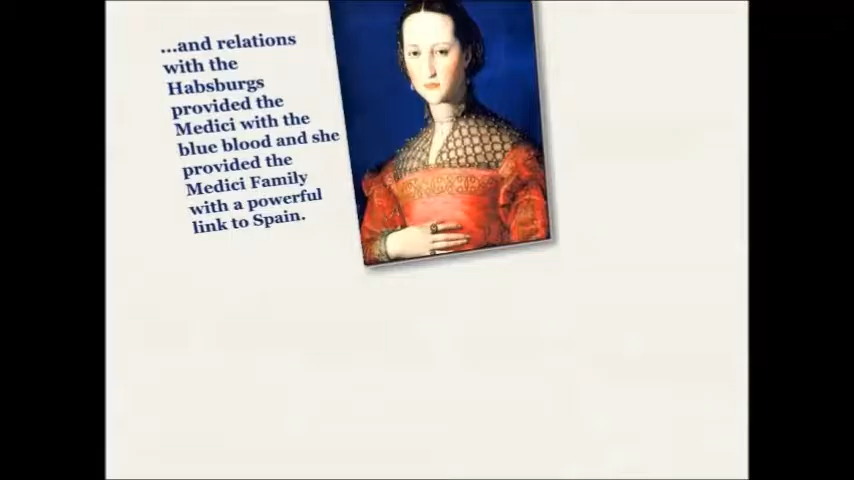 ...and relations
with the
Habsburgs
provided the
Medici with the
blue blood and she
provided the
Medici Family
with a powerful
link to Spain.